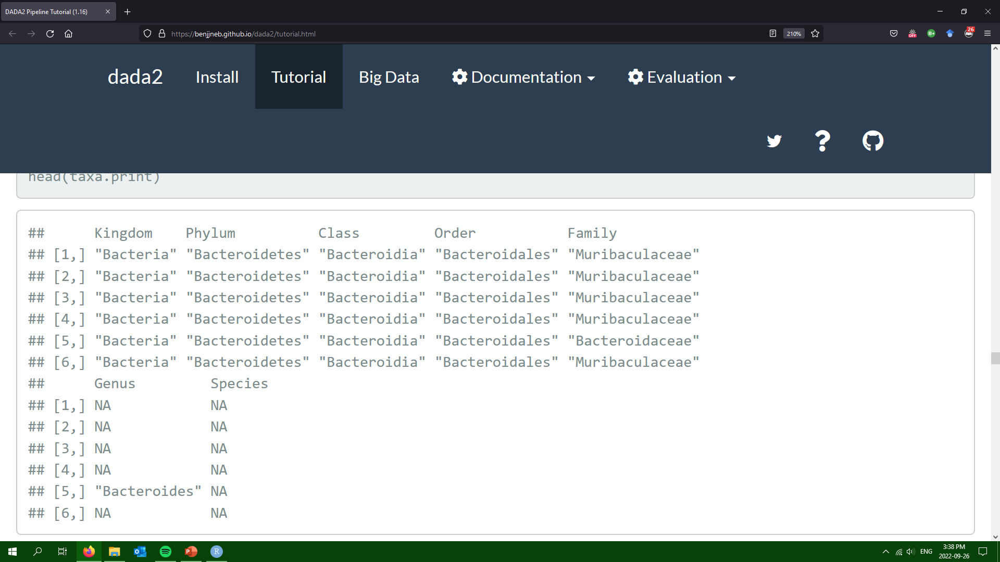 DADA2 Pipeline Tutorial (1.16)
https://benjjneb.github.io/dada2/tutorial.html
210%
OFF
B+
26
dada2 Install Tutorial Big Data Documentation Evaluation
head(taxa.print)
##      Kingdom    Phylum          Class         Order           Family
## [1,] "Bacteria" "Bacteroidetes" "Bacteroidia" "Bacteroidales" "Muribaculaceae"
## [2,] "Bacteria" "Bacteroidetes" "Bacteroidia" "Bacteroidales" "Muribaculaceae"
## [3,] "Bacteria" "Bacteroidetes" "Bacteroidia" "Bacteroidales" "Muribaculaceae"
## [4,] "Bacteria" "Bacteroidetes" "Bacteroidia" "Bacteroidales" "Muribaculaceae"
## [5,] "Bacteria" "Bacteroidetes" "Bacteroidia" "Bacteroidales" "Bacteroidaceae"
## [6,] "Bacteria" "Bacteroidetes" "Bacteroidia" "Bacteroidales" "Muribaculaceae"
##      Genus         Species
## [1,] NA            NA
## [2,] NA            NA
## [3,] NA            NA
## [4,] NA            NA
## [5,] "Bacteroides" NA
## [6,] NA            NA
ENG
3:38 PM
2022-09-26